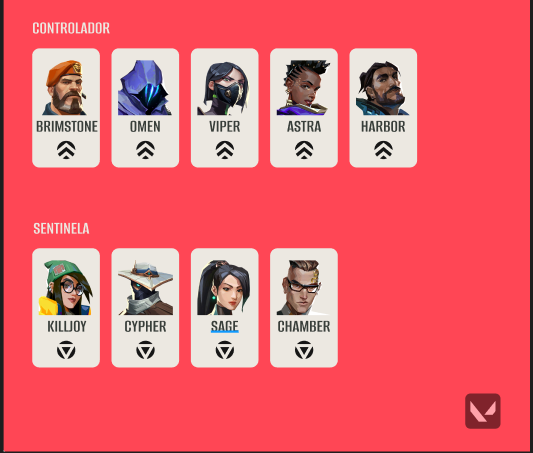 CONTROLADOR
BRIMSTONE OMEN VIPER ASTRA HARBOR
SENTINELA
KILLJOY CYPHER SAGE CHAMBER